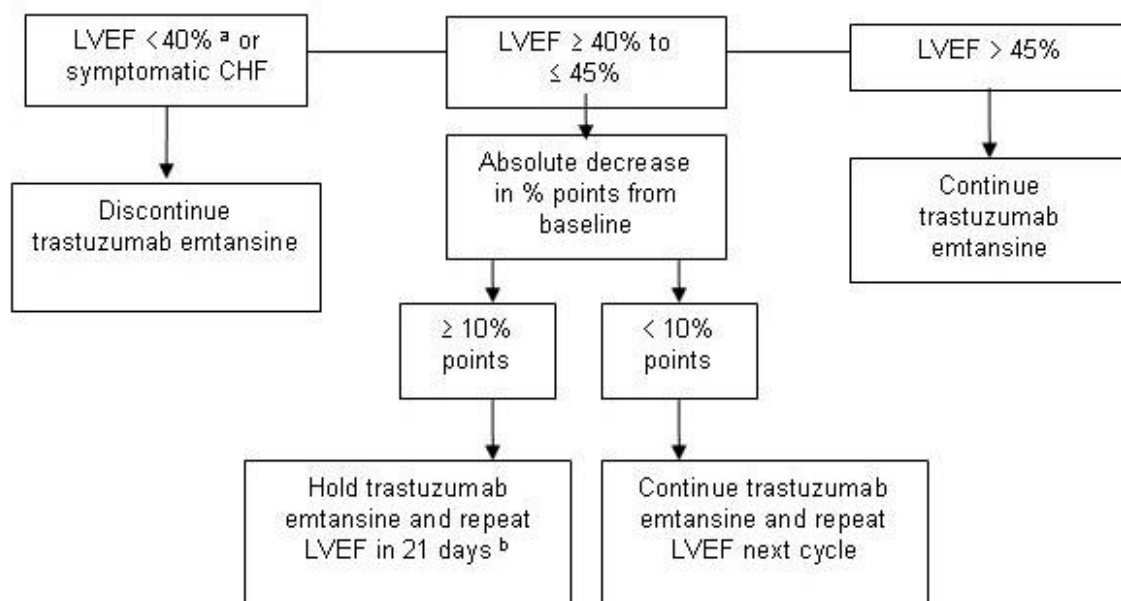 LVEF <40% a or
symptomatic CHF
LVEF ≥ 40% to
≤ 45%
LVEF > 45%
Absolute decrease
in % points from
baseline
Discontinue
trastuzumab emtansine
Continue
trastuzumab
emtansine
≥ 10%
points
< 10%
points
Hold trastuzumab
emtansine and repeat
LVEF in 21 days b
Continue trastuzumab
emtansine and repeat
LVEF next cycle